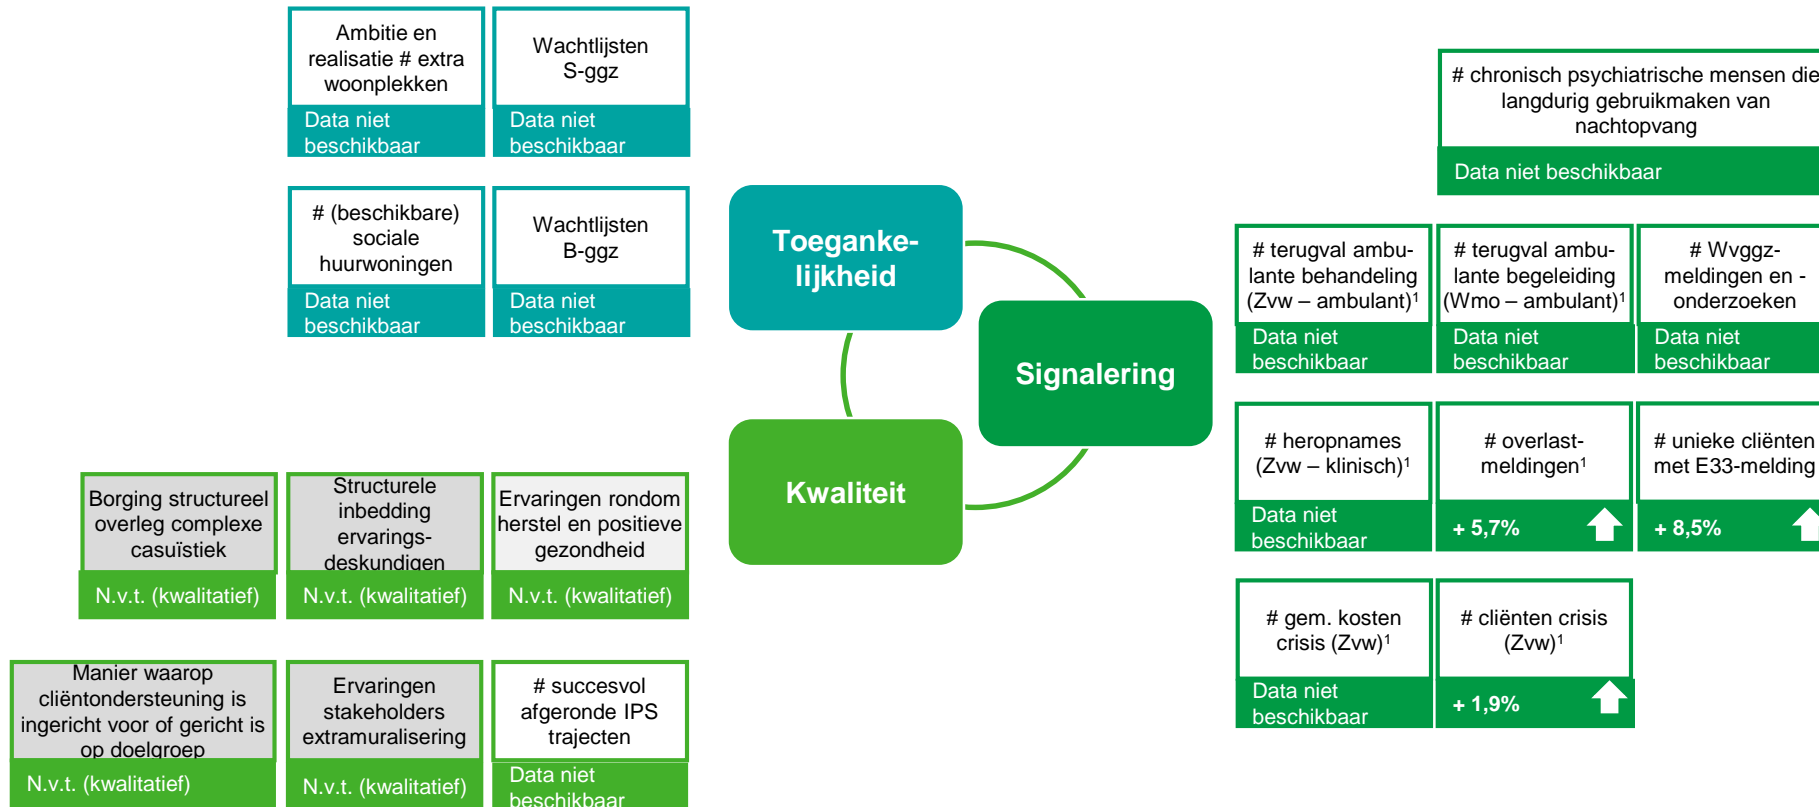 Ambitie en
realisatie # extra
woonplekken
Data niet
beschikbaar
Wachtlijsten
S-ggz
Data niet
beschikbaar
# (beschikbare)
sociale
huurwoningen
Data niet
beschikbaar
Wachtlijsten
B-ggz
Data niet
beschikbaar
Toeganke-
lijkheid
Signalering
Kwaliteit
# chronisch psychiatrische mensen die
langdurig gebruikmaken van
nachtopvang
Data niet beschikbaar
# terugval ambu-
lante behandeling
(Zvw – ambulant)¹
Data niet
beschikbaar
# terugval ambu-
lante begeleiding
(Wmo – ambulant)¹
Data niet
beschikbaar
# Wvggz-
meldingen en -
onderzoeken
Data niet
beschikbaar
# heropnames
(Zvw – klinisch)¹
Data niet
beschikbaar
# overlast-
meldingen¹
+ 5,7%
# unieke cliënten
met E33-melding
+ 8,5%
# gem. kosten
crisis (Zvw)¹
Data niet
beschikbaar
# cliënten crisis
(Zvw)¹
+ 1,9%
Borging structureel
overleg complexe
casuïstiek
N.v.t. (kwalitatief)
Structurele
inbedding
ervarings-
deskundigen
N.v.t. (kwalitatief)
Ervaringen rondom
herstel en positieve
gezondheid
N.v.t. (kwalitatief)
Manier waarop
cliëntondersteuning is
ingericht voor of gericht is
op doelgroep
N.v.t. (kwalitatief)
Ervaringen
stakeholders
extramuralisering
N.v.t. (kwalitatief)
# succesvol
afgeronde IPS
trajecten
Data niet
beschikbaar